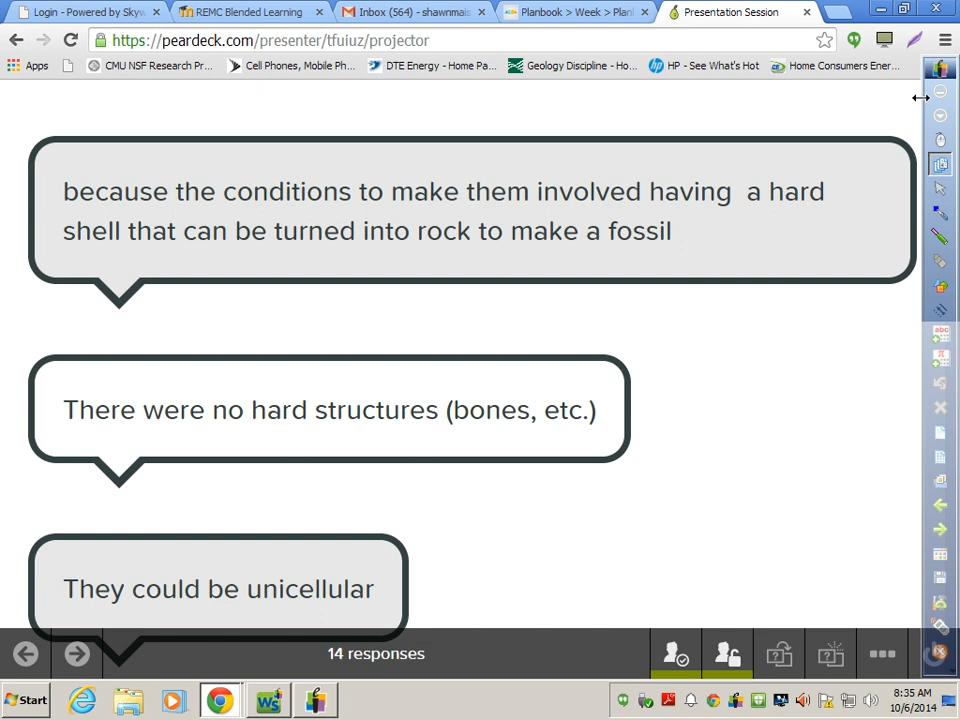 Login - Powered by Skyw
REMC Blended Learning
Inbox (564) - shawnmais
Planbook > Week > Plan
Presentation Session
https://peardeck.com/presenter/tfuiuz/projector
Apps
CMU NSF Research Pr...
Cell Phones, Mobile Ph...
DTE Energy - Home Pa...
Geology Discipline - Ho...
HP - See What's Hot
Home Consumers Ener...
because the conditions to make them involved having a hard
shell that can be turned into rock to make a fossil
There were no hard structures (bones, etc.)
They could be unicellular
14 responses
Start
8:35 AM
10/6/2014